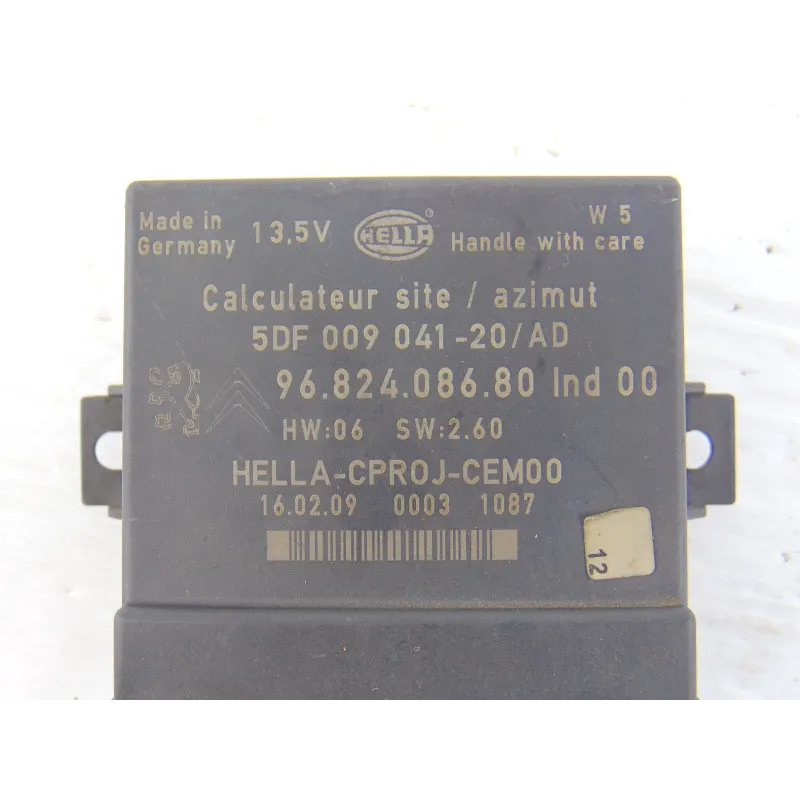 Made in Germany 13,5V HELLA ® W 5
Handle with care
Calculateur site / azimut
5DF 009 041-20/AD
96.824.086.80 Ind 00
HW:06 SW:2.60
HELLA-CPROJ-CEM00
16.02.09 0003 1087
12